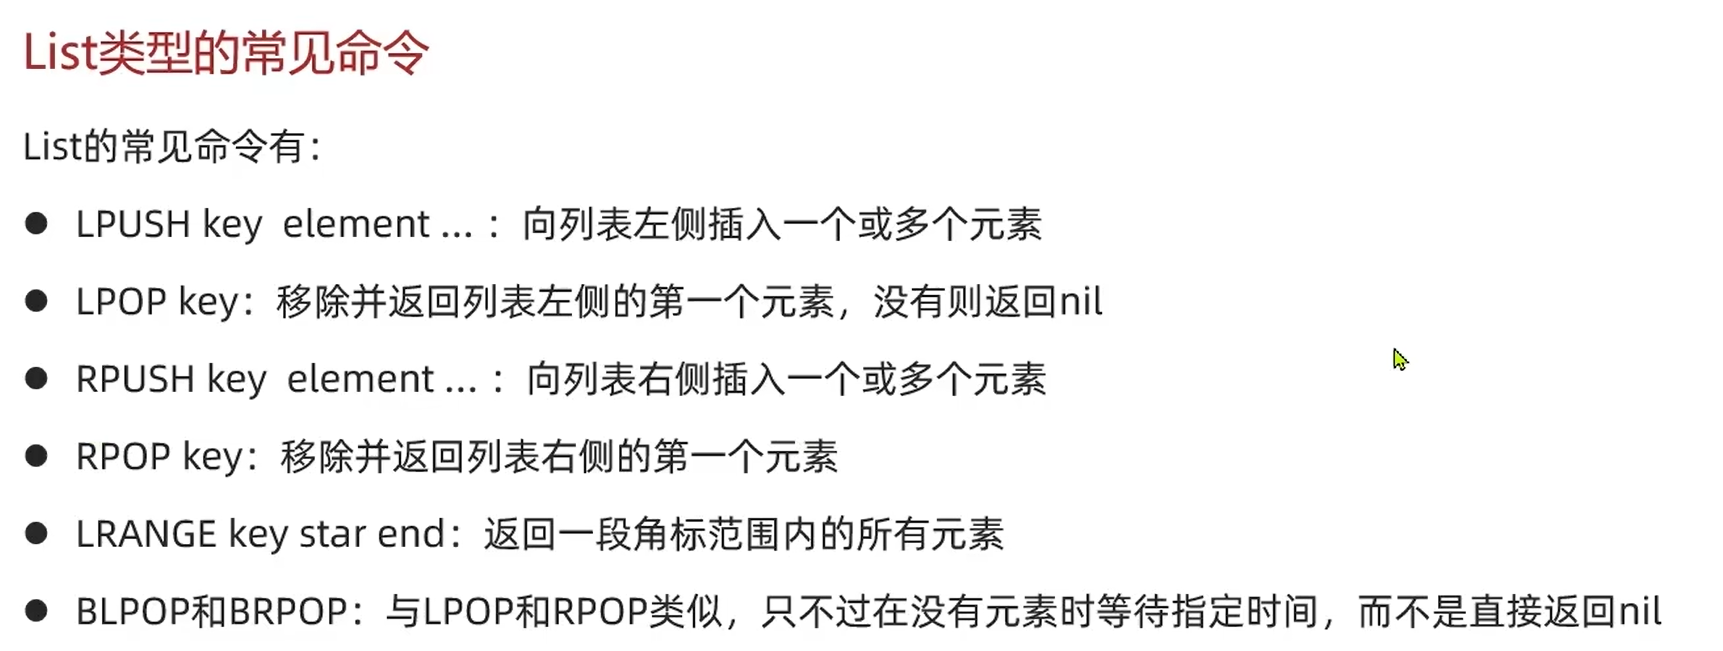 List类型的常见命令
List的常见命令有：
● LPUSH key  element ... ：向列表左侧插入一个或多个元素
● LPOP key：移除并返回列表左侧的第一个元素，没有则返回nil
● RPUSH key  element ... ：向列表右侧插入一个或多个元素
● RPOP key：移除并返回列表右侧的第一个元素
● LRANGE key star end：返回一段角标范围内的所有元素
● BLPOP和BRPOP：与LPOP和RPOP类似，只不过在没有元素时等待指定时间，而不是直接返回nil